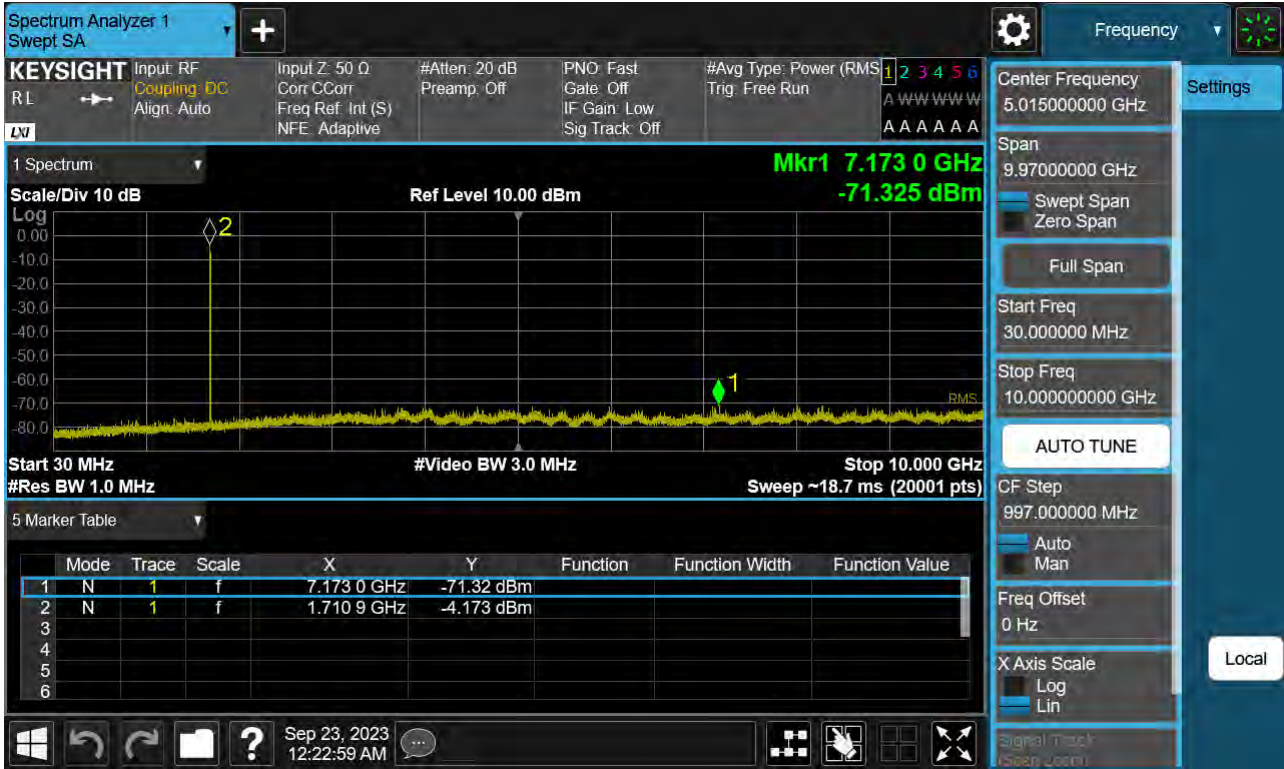 Spectrum Analyzer 1
Swept SA
Frequency
KEYSIGHT
R L
LXI
Input: RF
Coupling: DC
Align: Auto
Input Z: 50 Ω
Corr CCorr
Freq Ref: Int (S)
NFE: Adaptive
#Atten: 20 dB
Preamp: Off
PNO: Fast
Gate: Off
IF Gain: Low
Sig Track: Off
#Avg Type: Power (RMS
Trig: Free Run
1 2 3 4 5 6
A W W W W W
A A A A A A
1 Spectrum
Scale/Div 10 dB
Ref Level 10.00 dBm
Mkr1 7.173 0 GHz
-71.325 dBm
Log
0.00
-10.0
-20.0
-30.0
-40.0
-50.0
-60.0
-70.0
-80.0
2
1
RMS
Start 30 MHz
#Video BW 3.0 MHz
Stop 10.000 GHz
#Res BW 1.0 MHz
Sweep ~18.7 ms (20001 pts)
5 Marker Table
Mode Trace Scale X Y Function Function Width Function Value
1 N 1 f 7.173 0 GHz -71.32 dBm
2 N 1 f 1.710 9 GHz -4.173 dBm
3
4
5
6
Sep 23, 2023
12:22:59 AM
Center Frequency
5.015000000 GHz
Span
9.97000000 GHz
Swept Span
Zero Span
Full Span
Start Freq
30.000000 MHz
Stop Freq
10.000000000 GHz
AUTO TUNE
CF Step
997.000000 MHz
Auto
Man
Freq Offset
0 Hz
X Axis Scale
Log
Lin
Signal Track
(Span Zoom)
Settings
Local